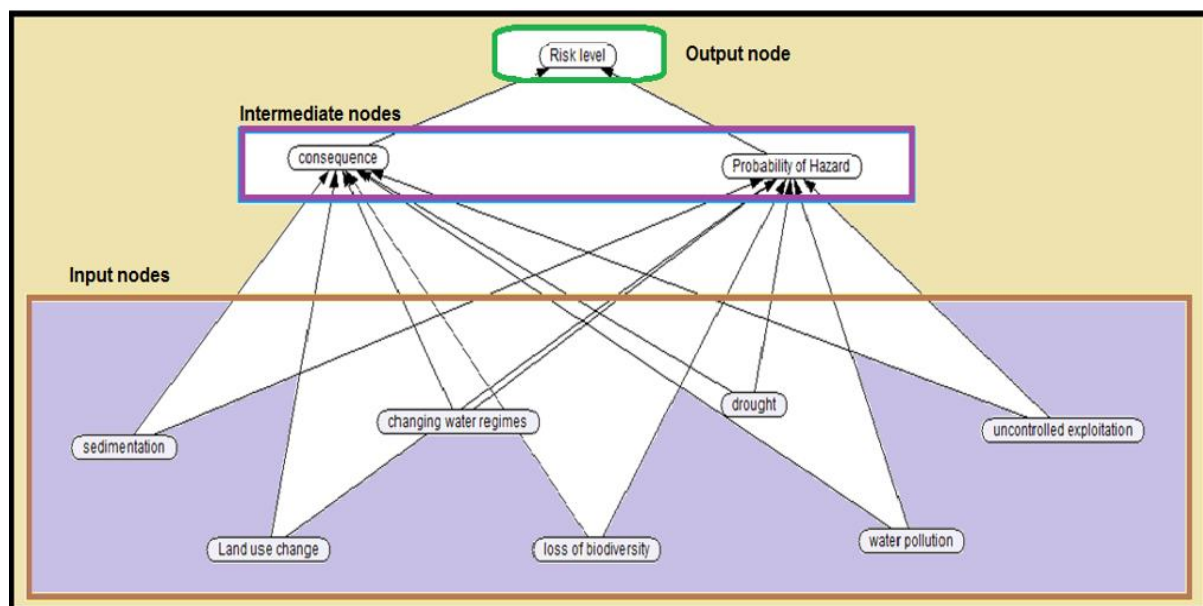 Risk level
Output node
Intermediate nodes
consequence
Probability of Hazard
Input nodes
drought
changing water regimes
uncontrolled exploitation
sedimentation
Land use change
loss of biodiversity
water pollution